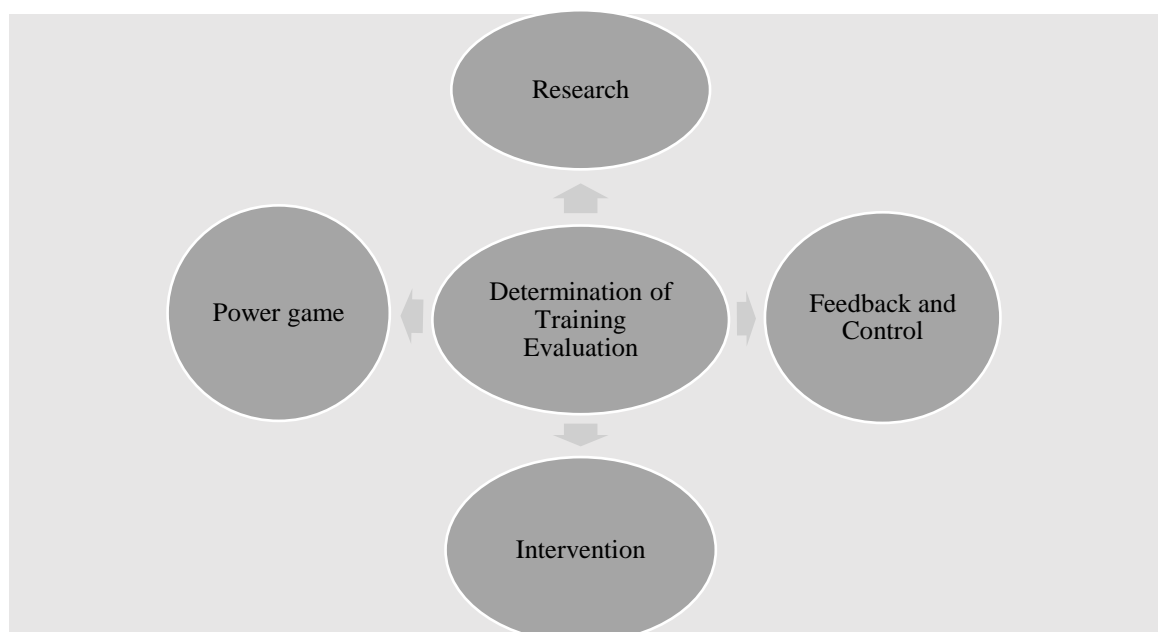 Research
Power game
Determination of
Training
Evaluation
Feedback and
Control
Intervention